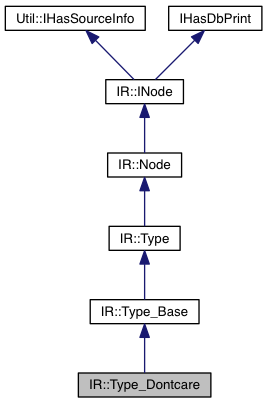 Util::IHasSourceInfo
IHasDbPrint
IR::INode
IR::Node
IR::Type
IR::Type_Base
IR::Type_Dontcare